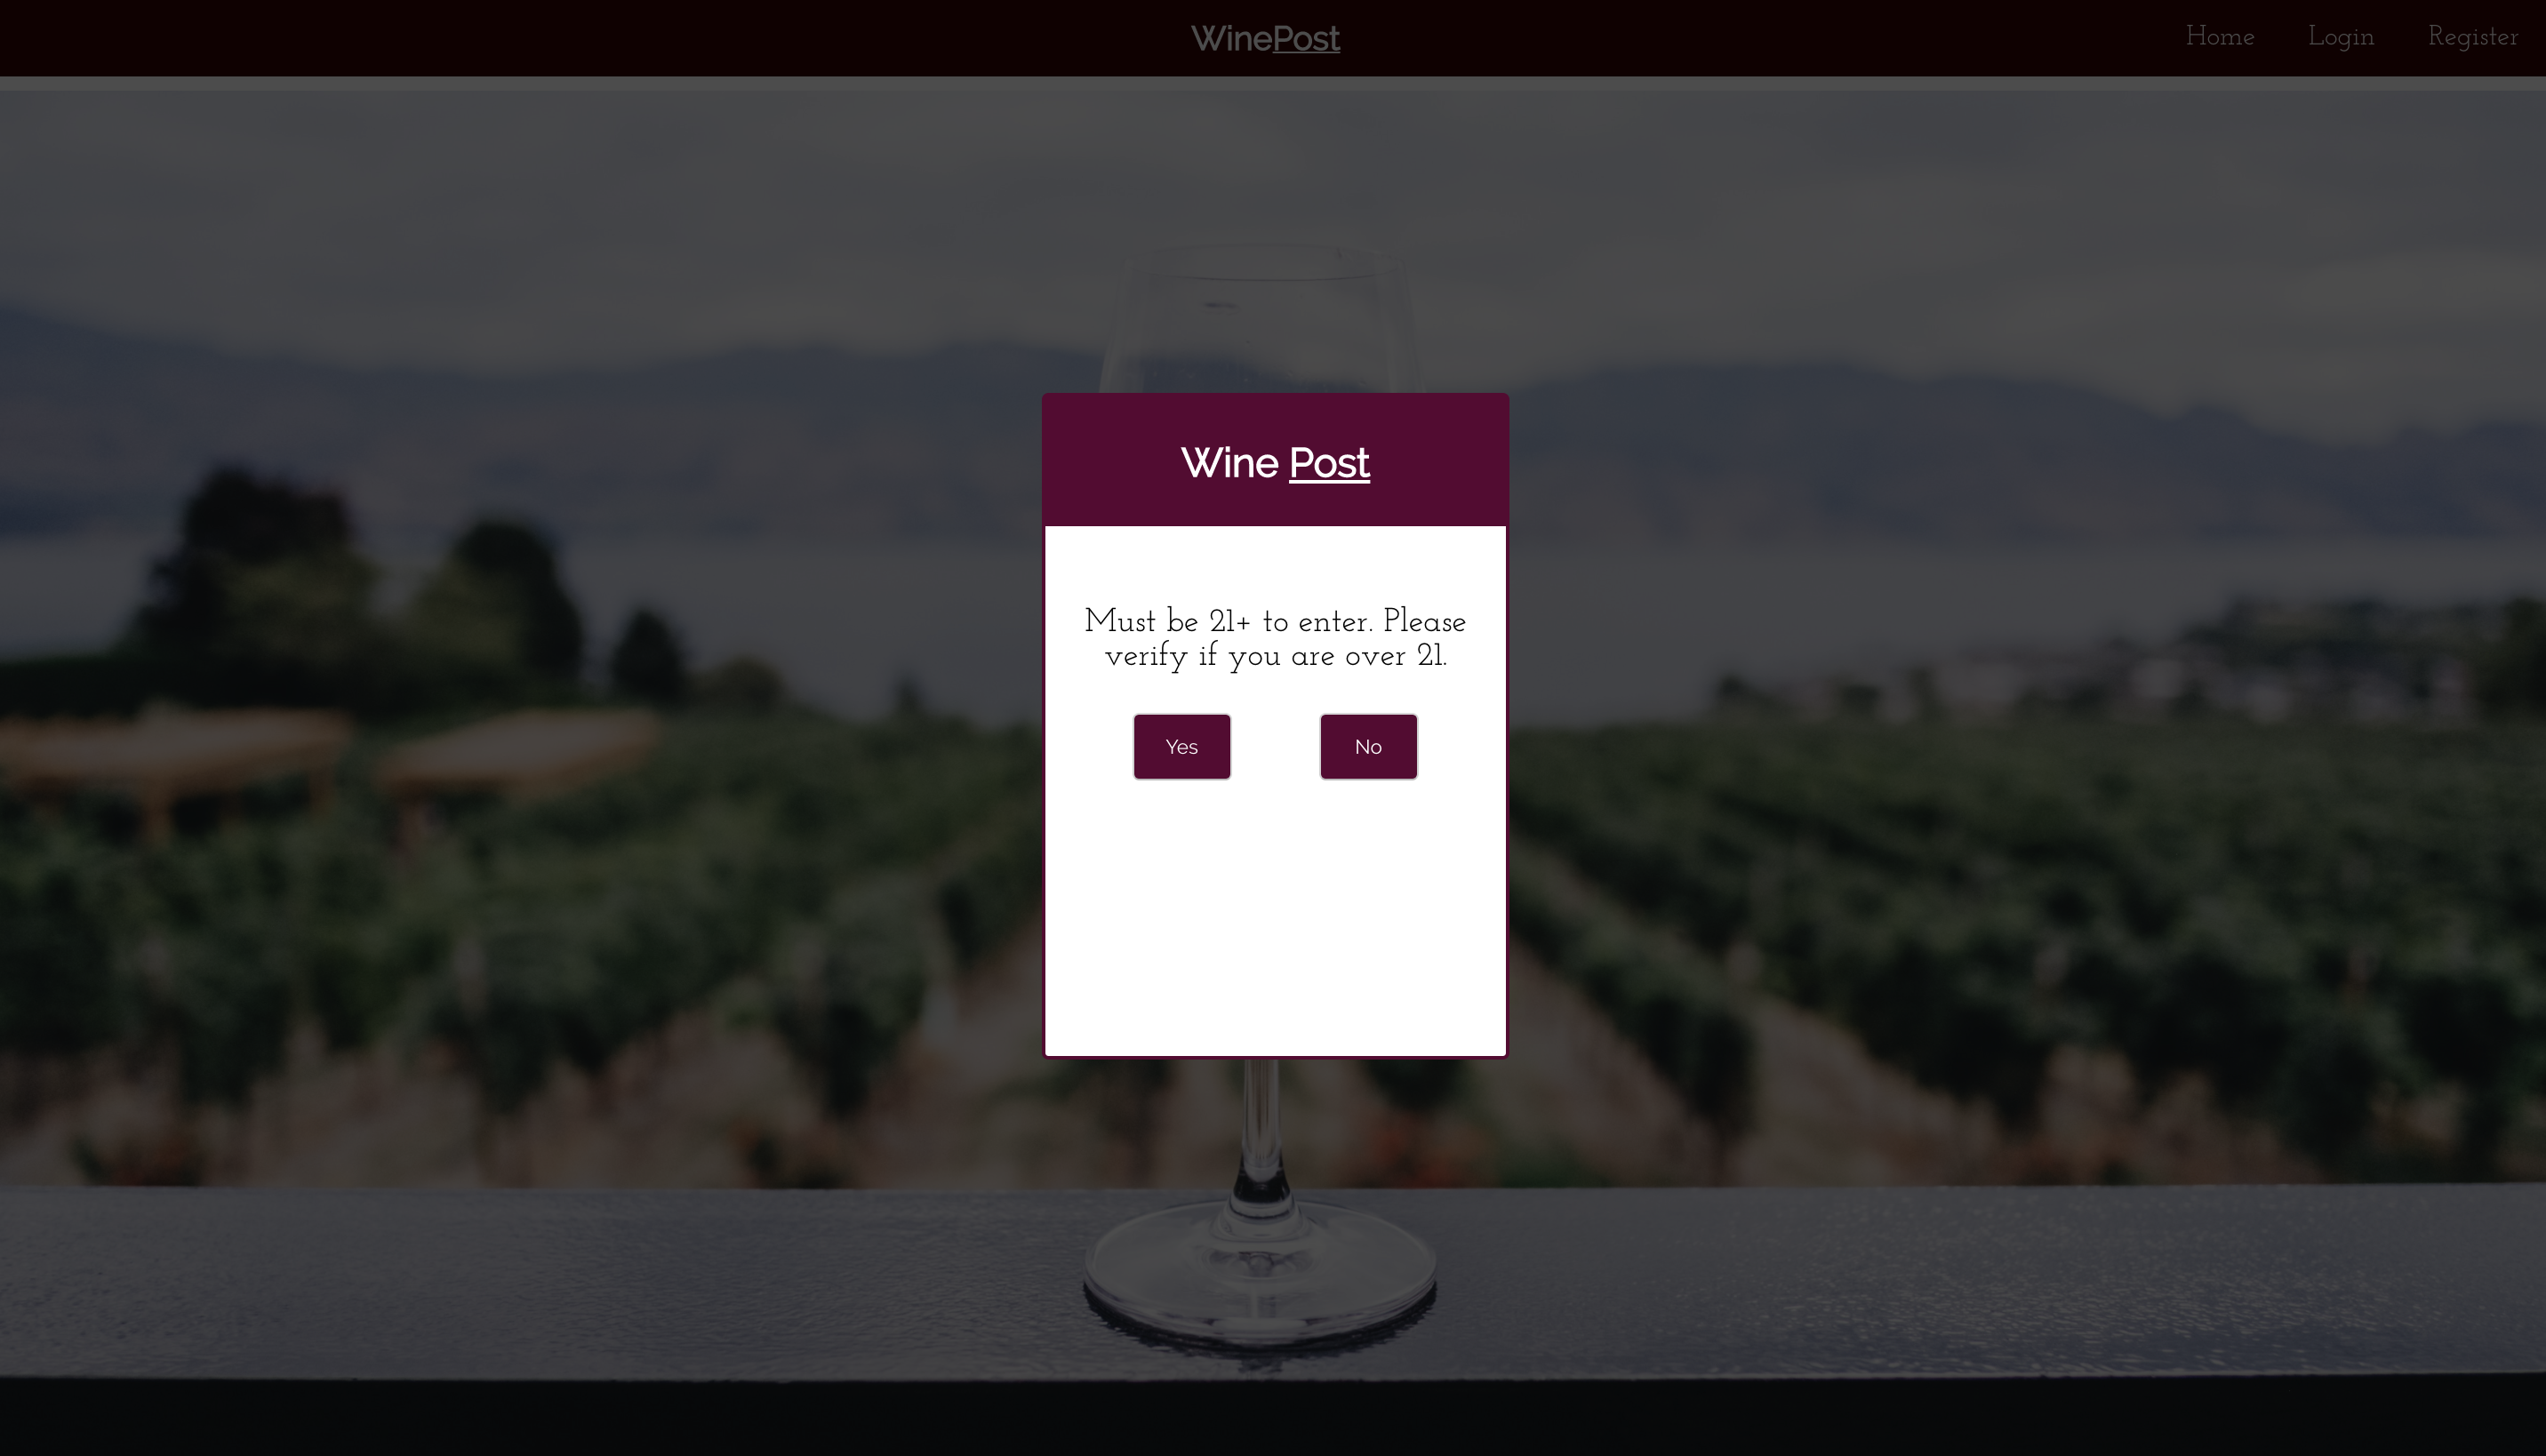 WinePost
Home Login Register
Wine Post
Must be 21+ to enter. Please
verify if you are over 21.
Yes No